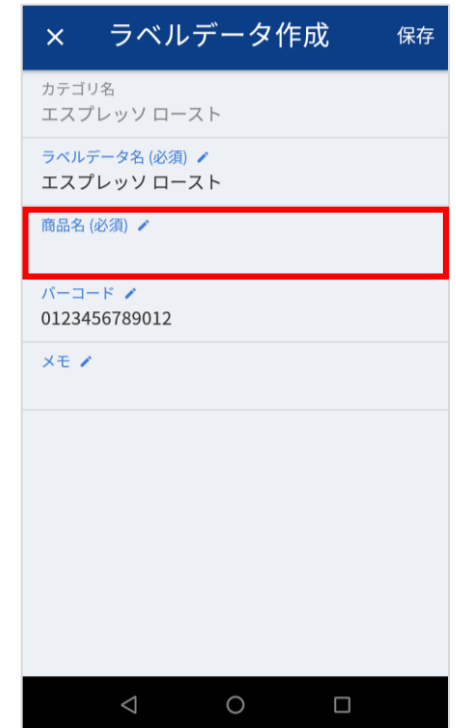 × ラベルデータ作成 保存
カテゴリ名
エスプレッソ ロースト
ラベルデータ名 (必須)
エスプレッソ ロースト
商品名 (必須)
バーコード
0123456789012
メモ